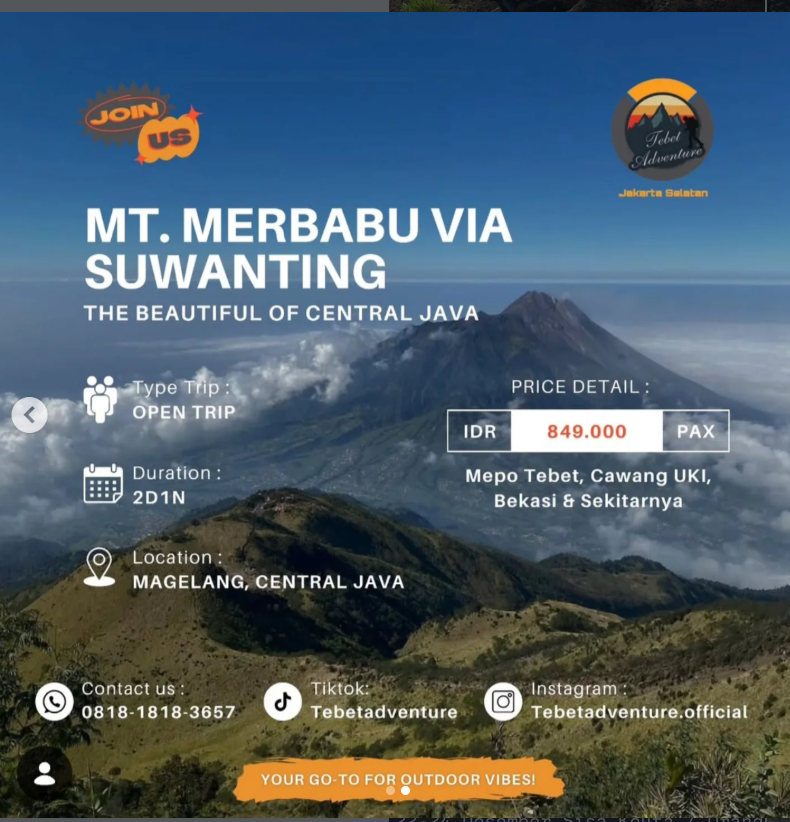 JOIN
US
Tebet
Adventure
Jakarta Selatan
MT. MERBABU VIA
SUWANTING
THE BEAUTIFUL OF CENTRAL JAVA
Type Trip :
OPEN TRIP
Duration :
2D1N
Location :
MAGELANG, CENTRAL JAVA
PRICE DETAIL :
IDR 849.000 PAX
Mepo Tebet, Cawang UKI,
Bekasi & Sekitarnya
Contact us :
0818-1818-3657
Tiktok:
Tebetadventure
Instagram :
Tebetadventure.official
YOUR GO-TO FOR OUTDOOR VIBES!